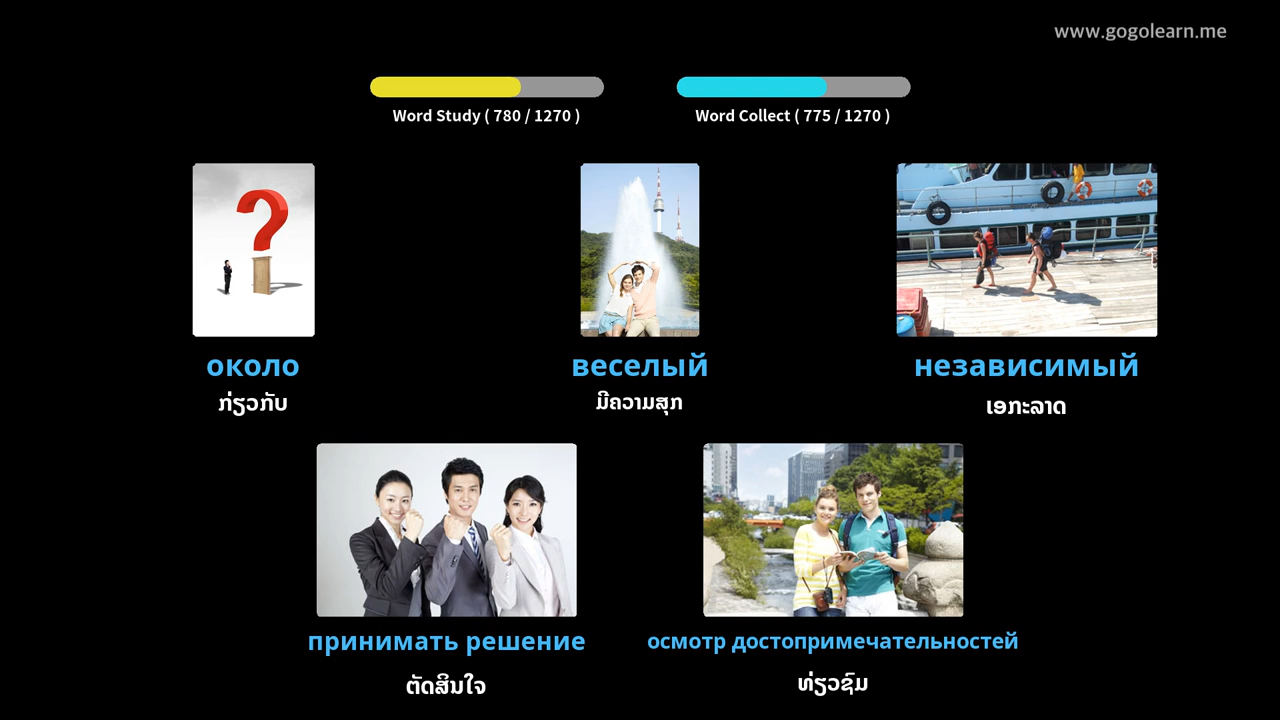 www.gogolearn.me
Word Study ( 780 / 1270 )
Word Collect ( 775 / 1270 )
около
ກ່ຽວກັບ
веселый
ມີຄວາມສຸກ
независимый
ເອກະລາດ
принимать решение
ຕັດສິນໃຈ
осмотр достопримечательностей
ທ່ຽວຊົມ